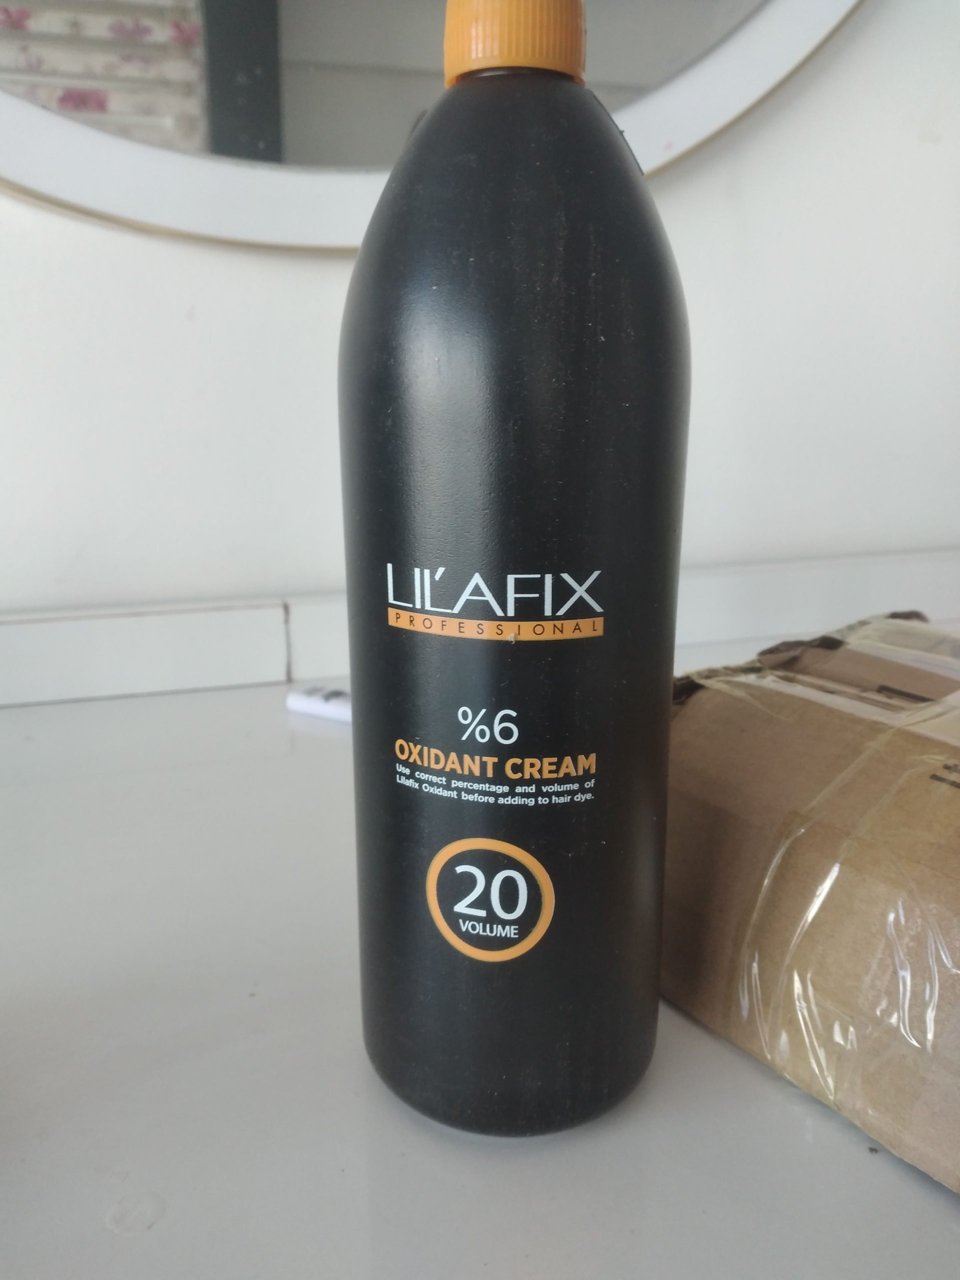 LIL'AFIX
PROFESSIONAL
%6
OXIDANT CREAM
Use correct percentage and volume of
Lilafix Oxidant before adding to hair dye.
20
VOLUME